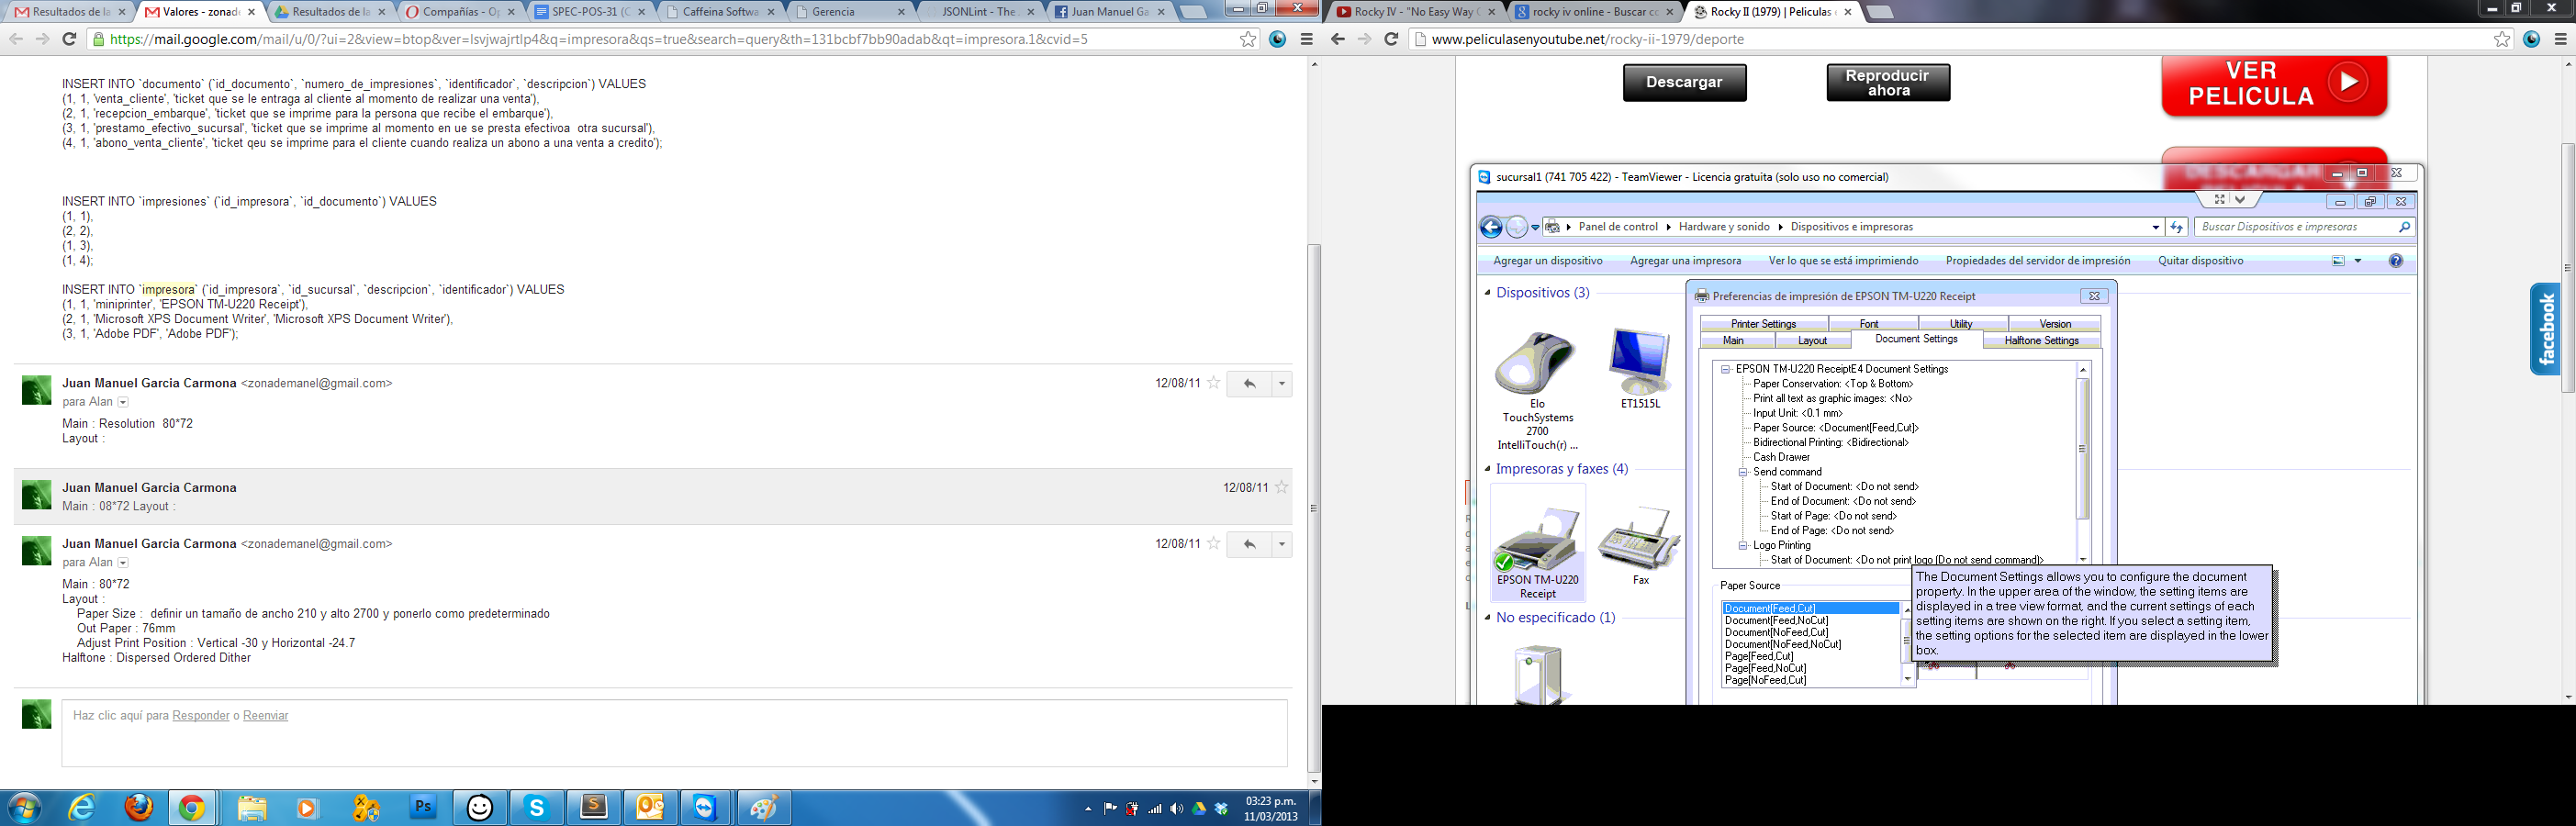 Resultados de la
Valores - zonade
Resultados de la
Compañías - Op
SPEC-POS-31 (C
Caffeina Softwa
Gerencia
JSONLint - The
Juan Manuel Ga
https://mail.google.com/mail/u/0/?ui=2&view=btop&ver=lsvjwajrtlp4&q=impresora&qs=true&search=query&th=131bcbf7bb90adab&qt=impresora.1&cvid=5
INSERT INTO `documento` (`id_documento`, `numero_de_impresiones`, `identificador`, `descripcion`) VALUES
(1, 1, 'venta_cliente', 'ticket que se le entraga al cliente al momento de realizar una venta'),
(2, 1, 'recepcion_embarque', 'ticket que se imprime para la persona que recibe el embarque'),
(3, 1, 'prestamo_efectivo_sucursal', 'ticket que se imprime al momento en ue se presta efectivoa  otra sucursal'),
(4, 1, 'abono_venta_cliente', 'ticket qeu se imprime para el cliente cuando realiza un abono a una venta a credito');
INSERT INTO `impresiones` (`id_impresora`, `id_documento`) VALUES
(1, 1),
(2, 2),
(1, 3),
(1, 4);
INSERT INTO `impresora` (`id_impresora`, `id_sucursal`, `descripcion`, `identificador`) VALUES
(1, 1, 'miniprinter', 'EPSON TM-U220 Receipt'),
(2, 1, 'Microsoft XPS Document Writer', 'Microsoft XPS Document Writer'),
(3, 1, 'Adobe PDF', 'Adobe PDF');
Juan Manuel Garcia Carmona <zonademanel@gmail.com>
12/08/11
para Alan
Main : Resolution  80*72
Layout :
Juan Manuel Garcia Carmona
12/08/11
Main : 08*72 Layout :
Juan Manuel Garcia Carmona <zonademanel@gmail.com>
12/08/11
para Alan
Main : 80*72
Layout :
Paper Size :  definir un tamaño de ancho 210 y alto 2700 y ponerlo como predeterminado
Out Paper : 76mm
Adjust Print Position : Vertical -30 y Horizontal -24.7
Halftone : Dispersed Ordered Dither
Haz clic aquí para Responder o Reenviar
Ps
03:23 p.m.
11/03/2013
Rocky IV - "No Easy Way
rocky iv online - Buscar co
Rocky II (1979) | Peliculas
www.peliculasenyoutube.net/rocky-ii-1979/deporte
Descargar
Reproducir
ahora
VER
PELICULA
facebook
sucursal1 (741 705 422) - TeamViewer - Licencia gratuita (solo uso no comercial)
Panel de control
Hardware y sonido
Dispositivos e impresoras
Buscar Dispositivos e impresoras
Agregar un dispositivo
Agregar una impresora
Ver lo que se está imprimiendo
Propiedades del servidor de impresión
Quitar dispositivo
Dispositivos (3)
Elo
TouchSystems
2700
IntelliTouch(r) ...
ET1515L
Impresoras y faxes (4)
EPSON TM-U220
Receipt
Fax
No especificado (1)
Preferencias de impresión de EPSON TM-U220 Receipt
Printer Settings
Font
Utility
Version
Main
Layout
Document Settings
Halftone Settings
EPSON TM-U220 ReceiptE4 Document Settings
Paper Conservation: <Top & Bottom>
Print all text as graphic images: <No>
Input Unit: <0.1 mm>
Paper Source: <Document[Feed,Cut]>
Bidirectional Printing: <Bidirectional>
Cash Drawer
Send command
Start of Document: <Do not send>
End of Document: <Do not send>
Start of Page: <Do not send>
End of Page: <Do not send>
Logo Printing
Start of Document: <Do not print logo (Do not send command)>
Paper Source
Document[Feed,Cut]
Document[Feed,NoCut]
Document[NoFeed,Cut]
Document[NoFeed,NoCut]
Page[Feed,Cut]
Page[Feed,NoCut]
Page[NoFeed,Cut]
The Document Settings allows you to configure the document
property. In the upper area of the window, the setting items are
displayed in a tree view format, and the current settings of each
setting items are shown on the right. If you select a setting item,
the setting options for the selected item are displayed in the lower
box.